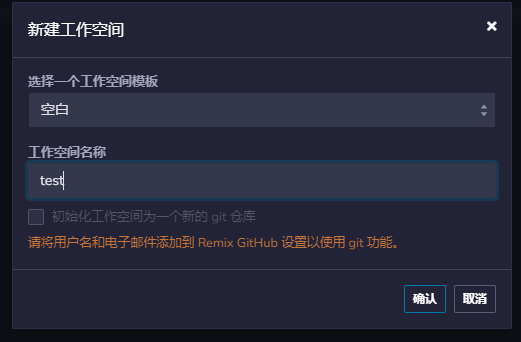 新建工作空间
选择一个工作空间模板
空白
工作空间名称
test
初始化工作空间为一个新的 git 仓库
请将用户名和电子邮件添加到 Remix GitHub 设置以使用 git 功能。
确认 取消